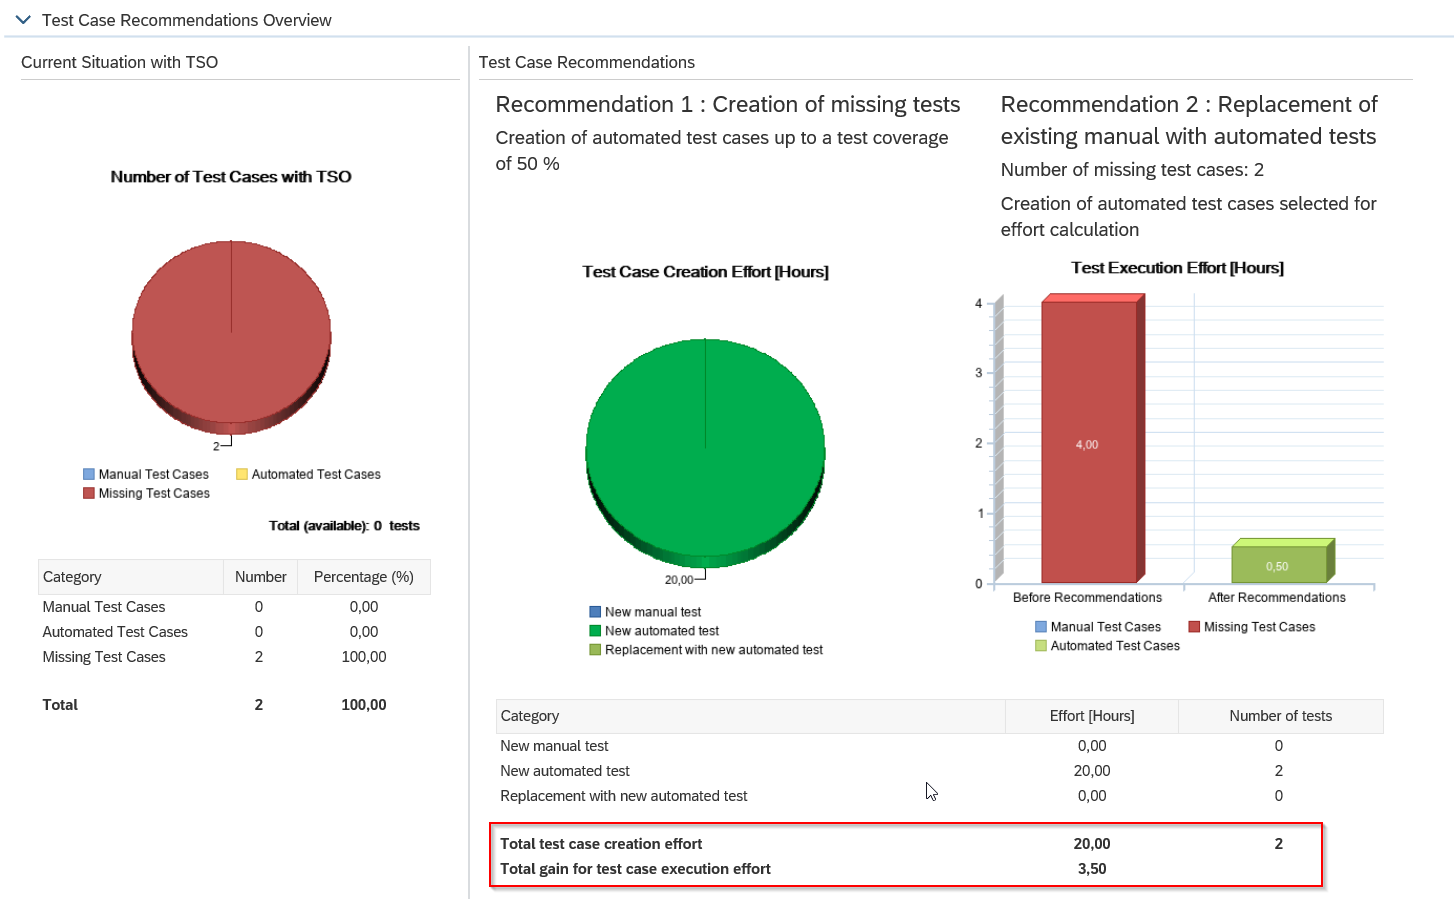 Test Case Recommendations Overview
Current Situation with TSO
Number of Test Cases with TSO
2
Manual Test Cases
Automated Test Cases
Missing Test Cases
Total (available): 0 tests
Category Number Percentage (%)
Manual Test Cases 0 0,00
Automated Test Cases 0 0,00
Missing Test Cases 2 100,00
Total 2 100,00
Test Case Recommendations
Recommendation 1 : Creation of missing tests
Creation of automated test cases up to a test coverage
of 50 %
Test Case Creation Effort [Hours]
20,00
New manual test
New automated test
Replacement with new automated test
Recommendation 2 : Replacement of
existing manual with automated tests
Number of missing test cases: 2
Creation of automated test cases selected for
effort calculation
Test Execution Effort [Hours]
4
3
2
1
0
4,00
0,50
Before Recommendations
After Recommendations
Manual Test Cases
Missing Test Cases
Automated Test Cases
Category Effort [Hours] Number of tests
New manual test 0,00 0
New automated test 20,00 2
Replacement with new automated test 0,00 0
Total test case creation effort 20,00 2
Total gain for test case execution effort 3,50